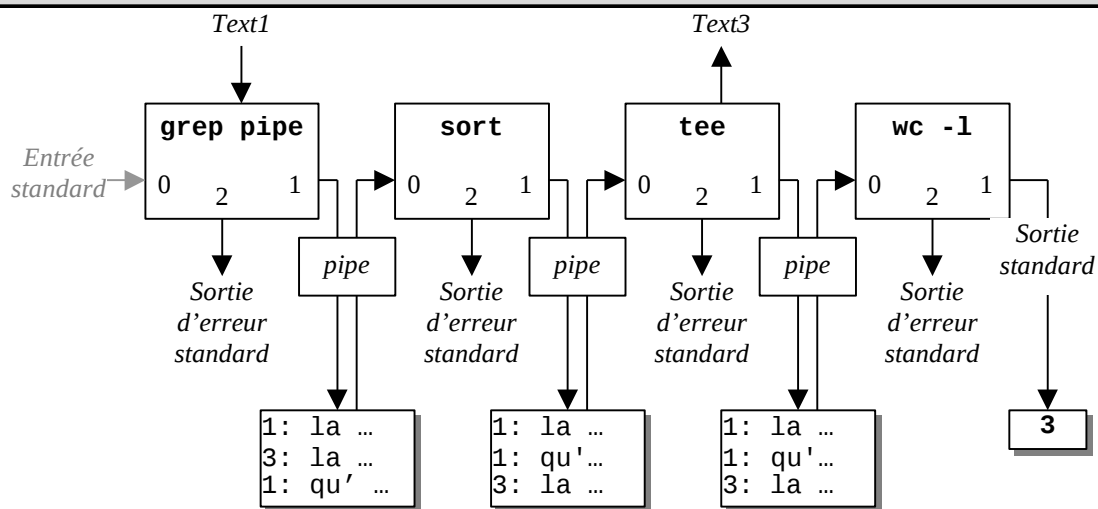 Text1
Text3
grep pipe
sort
tee
wc -l
Entrée
standard
0
2
1
0
2
1
0
2
1
0
2
1
pipe
pipe
pipe
Sortie
standard
Sortie
d’erreur
standard
Sortie
d’erreur
standard
Sortie
d’erreur
standard
Sortie
d’erreur
standard
1: la …
3: la …
1: qu’ …
1: la …
1: qu'…
3: la …
1: la …
1: qu'…
3: la …
3